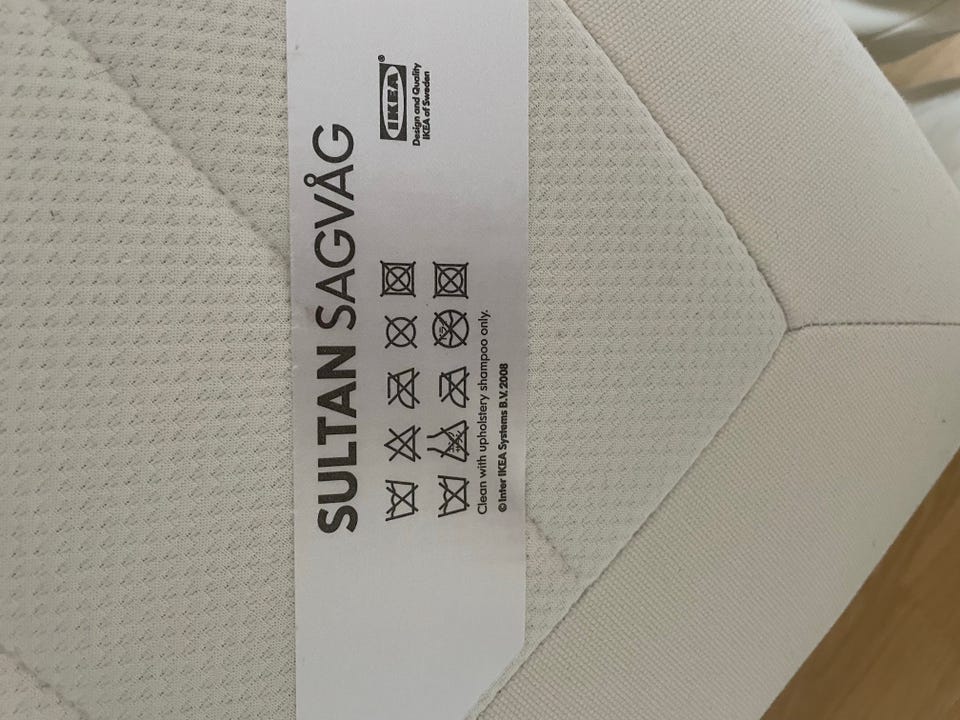 SULTAN SAGVÅG
IKEA®
Design and Quality
IKEA of Sweden
Clean with upholstery shampoo only.
© Inter IKEA Systems B.V. 2008